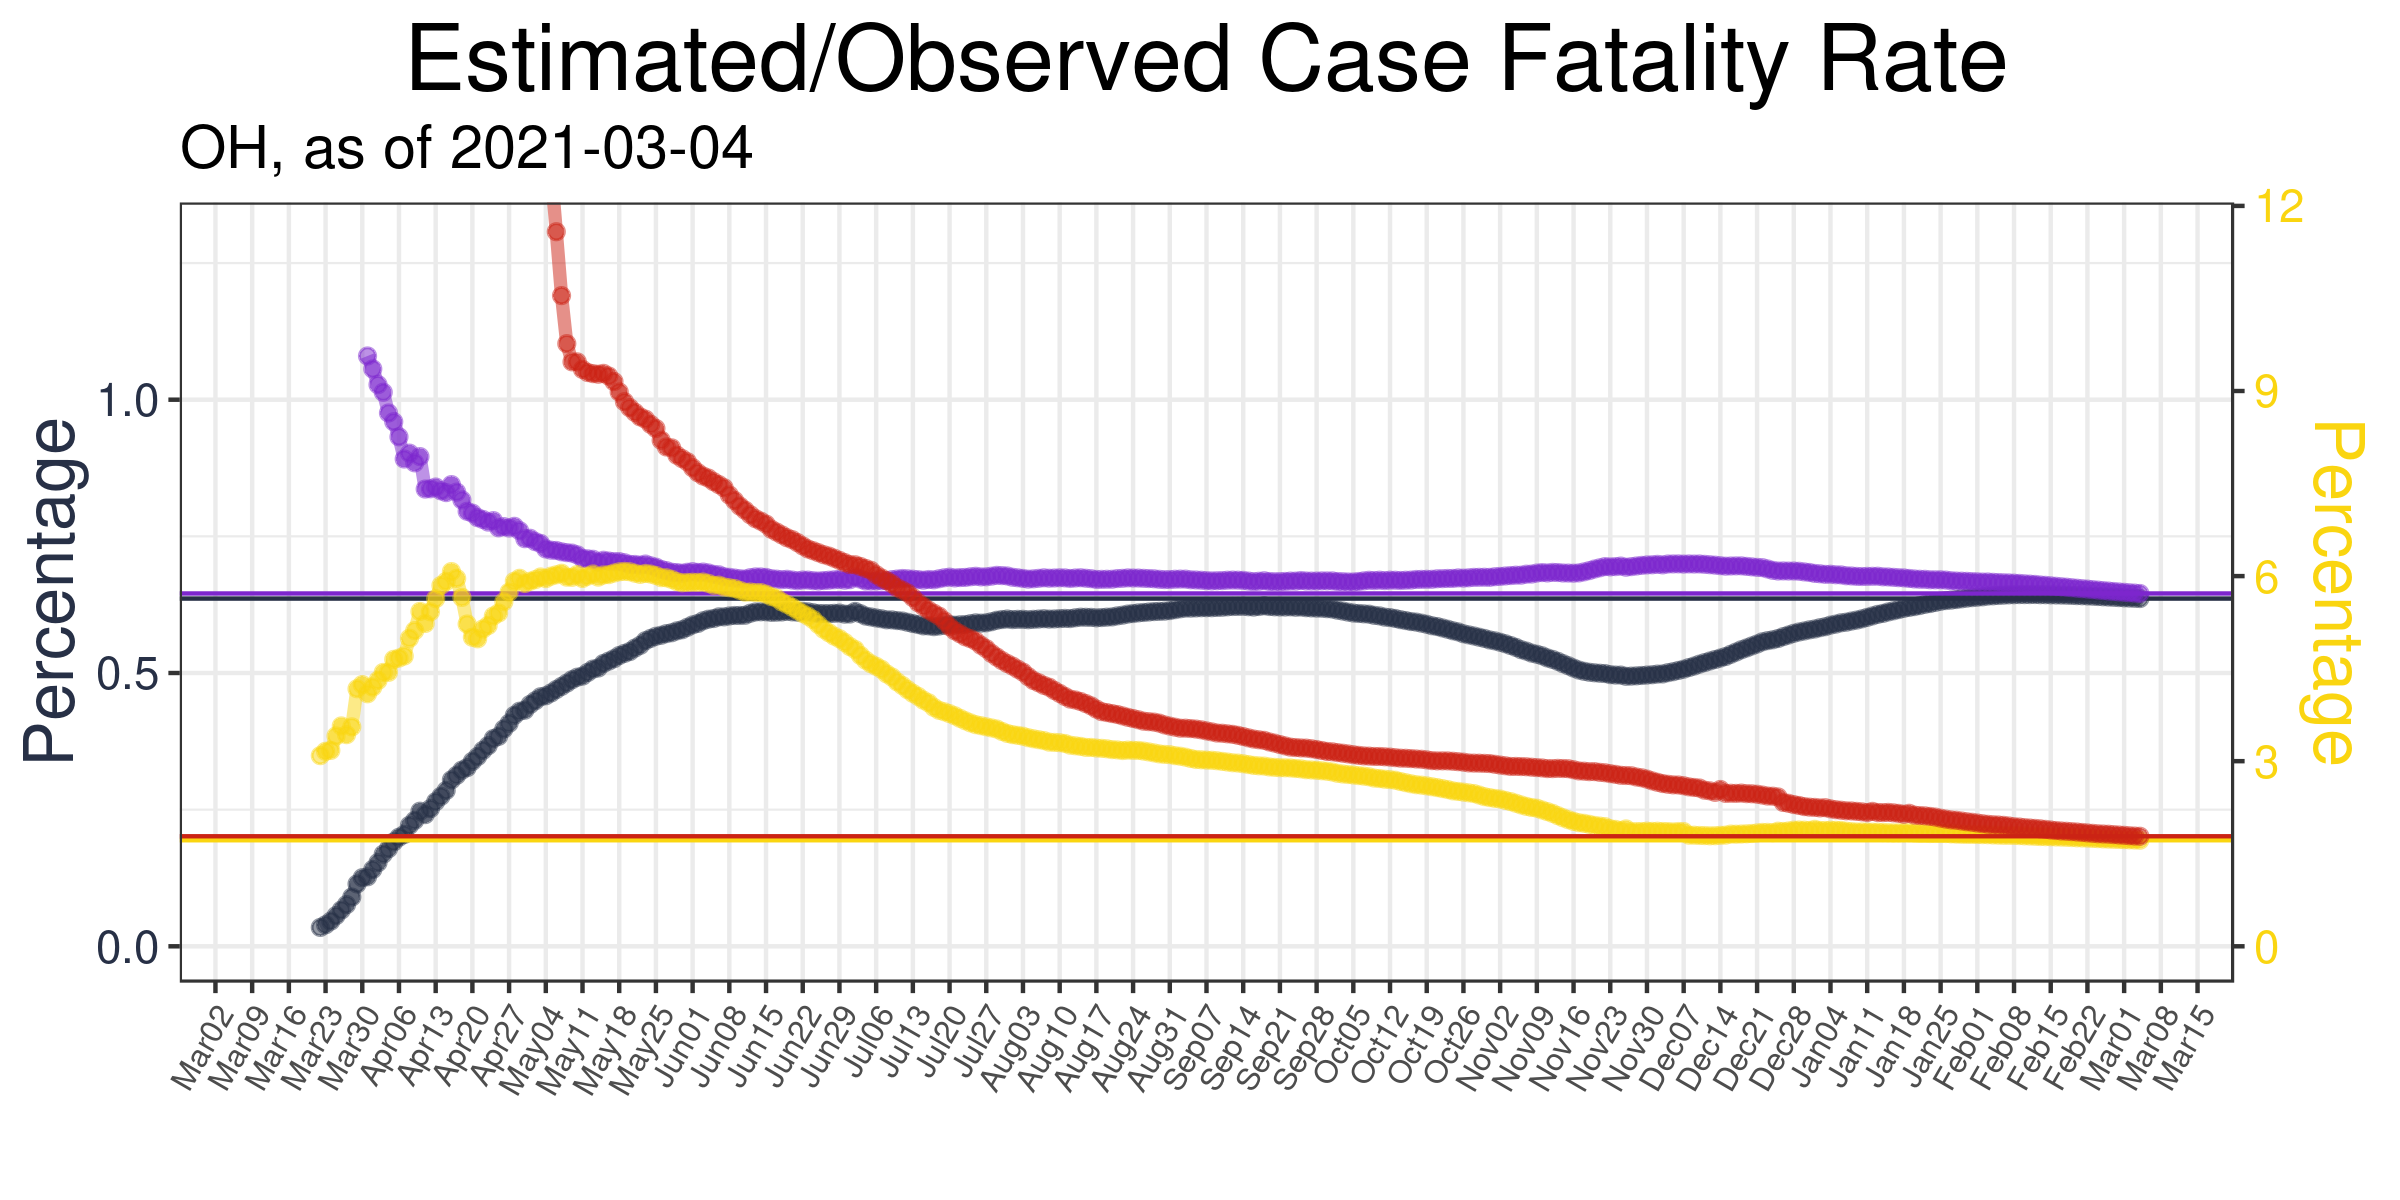 Estimated/Observed Case Fatality Rate
OH, as of 2021-03-04
Percentage
1.0
0.5
0.0
12
9
6
3
0
Percentage
Mar02
Mar09
Mar16
Mar23
Mar30
Apr06
Apr13
Apr20
Apr27
May04
May11
May18
May25
Jun01
Jun08
Jun15
Jun22
Jun29
Jul06
Jul13
Jul20
Jul27
Aug03
Aug10
Aug17
Aug24
Aug31
Sep07
Sep14
Sep21
Sep28
Oct05
Oct12
Oct19
Oct26
Nov02
Nov09
Nov16
Nov23
Nov30
Dec07
Dec14
Dec21
Dec28
Jan04
Jan11
Jan18
Jan25
Feb01
Feb08
Feb15
Feb22
Mar01
Mar08
Mar15